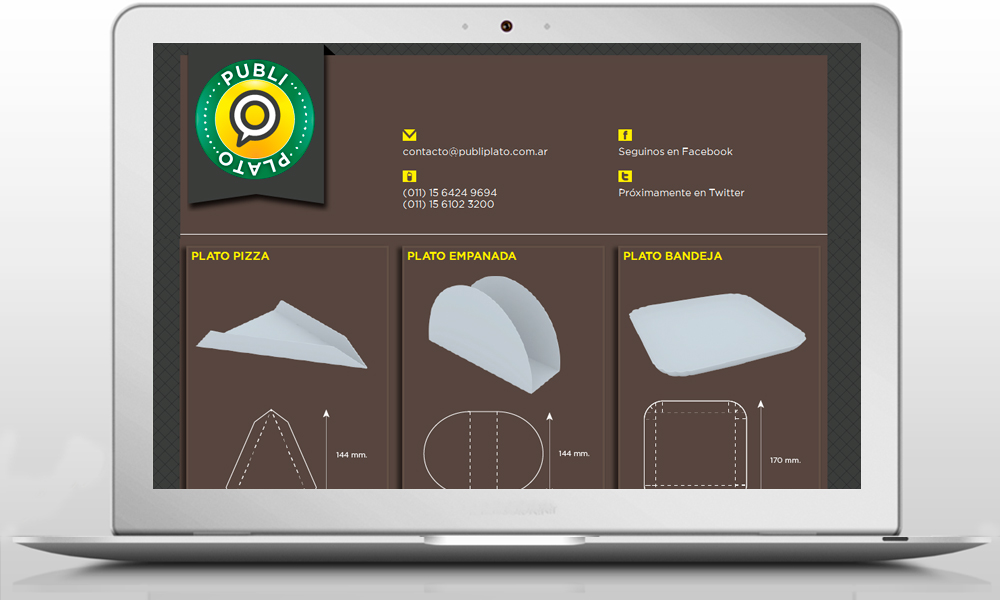 PUBLI
PLATO
contacto@publiplato.com.ar
(011) 15 6424 9694
(011) 15 6102 3200
Seguinos en Facebook
Próximamente en Twitter
PLATO PIZZA
PLATO EMPANADA
PLATO BANDEJA
144 mm.
144 mm.
170 mm.